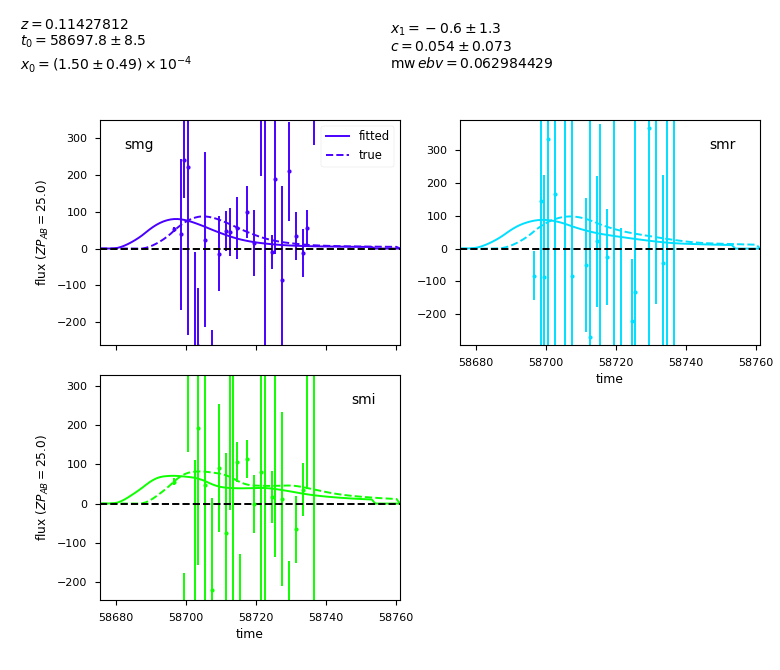 z = 0.11427812
t₀ = 58697.8 ± 8.5
x₀ = (1.50 ± 0.49) × 10⁻⁴
x₁ = −0.6 ± 1.3
c = 0.054 ± 0.073
mw ebv = 0.062984429
smg
fitted
true
300
200
100
0
−100
−200
flux (ZP_AB = 25.0)
smr
300
200
100
0
−100
−200
58680 58700 58720 58740 58760
time
smi
300
200
100
0
−100
−200
flux (ZP_AB = 25.0)
58680 58700 58720 58740 58760
time